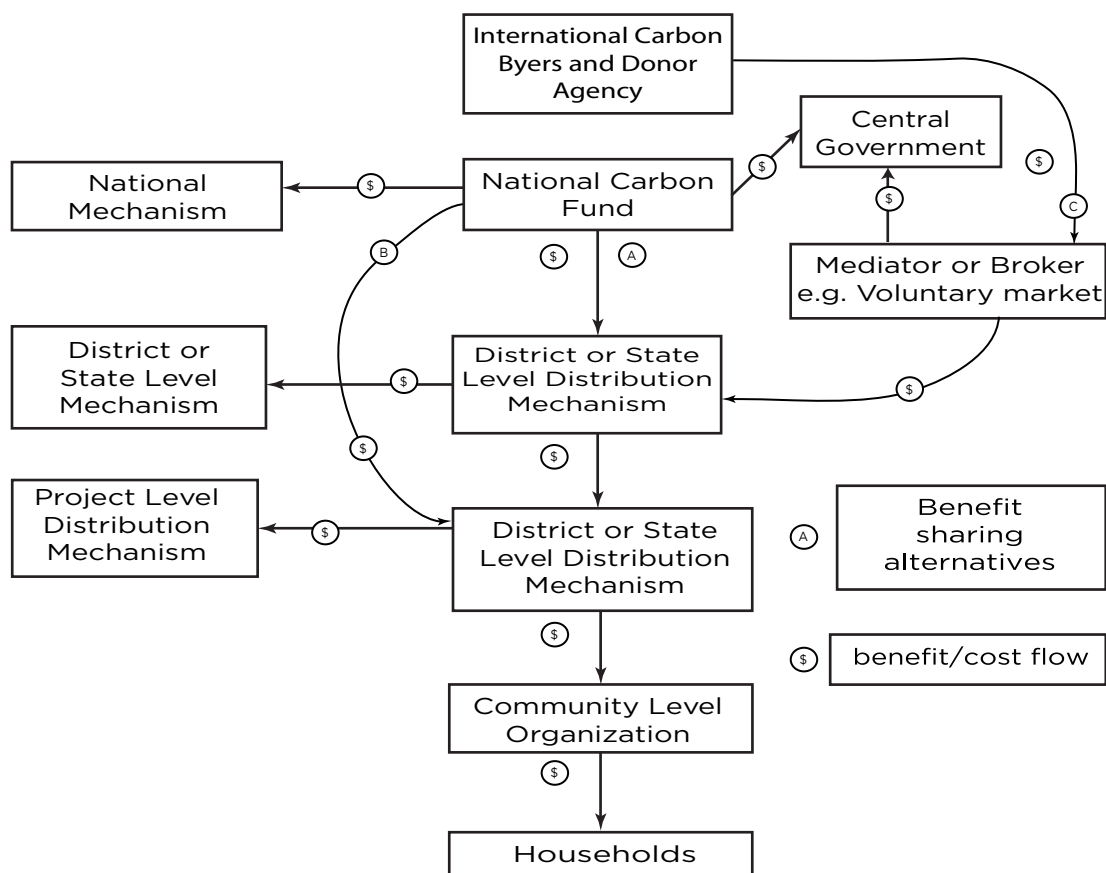 International Carbon
Byers and Donor
Agency
Central
Government
$
$
National
Mechanism
$
National Carbon
Fund
$
C
B
$
A
Mediator or Broker
e.g. Voluntary market
District or
State Level
Mechanism
$
District or State
Level Distribution
Mechanism
$
$
$
Project Level
Distribution
Mechanism
$
District or State
Level Distribution
Mechanism
A
Benefit
sharing
alternatives
$
$
benefit/cost flow
Community Level
Organization
$
Households